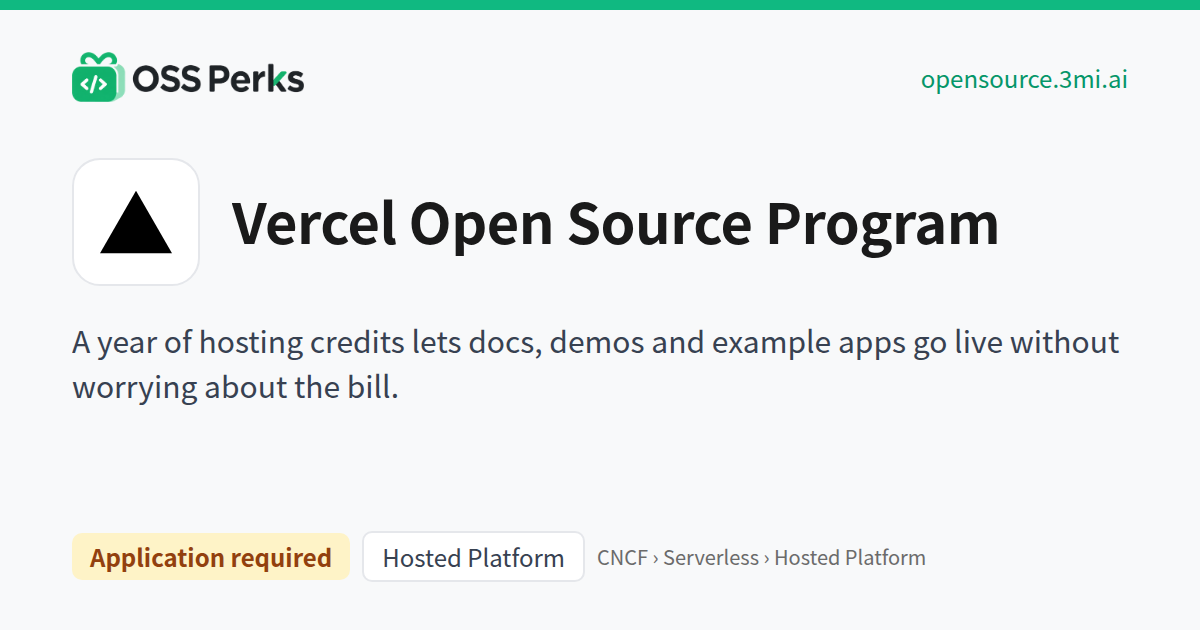 OSS Perks
opensource.3mi.ai
Vercel Open Source Program
A year of hosting credits lets docs, demos and example apps go live without
worrying about the bill.
Application required
Hosted Platform
CNCF › Serverless › Hosted Platform